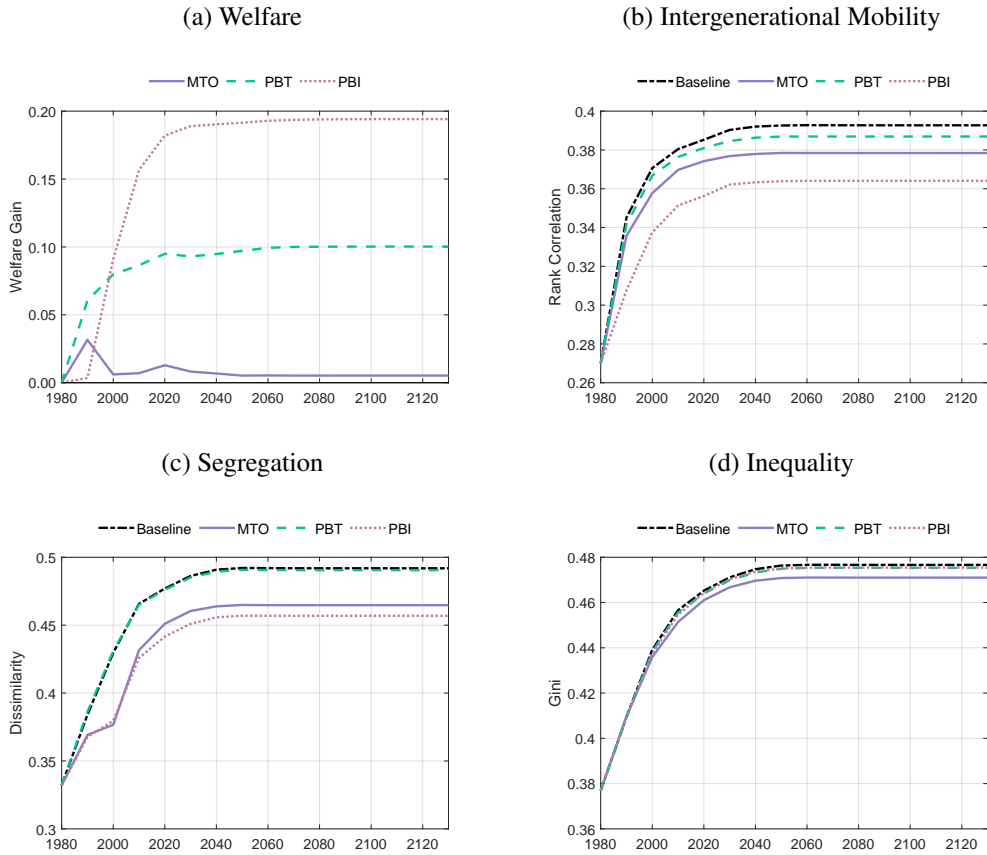 (a) Welfare
MTO PBT PBI
0.20
0.15
0.10
0.05
0.00
Welfare Gain
1980 2000 2020 2040 2060 2080 2100 2120
(b) Intergenerational Mobility
Baseline MTO PBT PBI
0.4
0.38
0.36
0.34
0.32
0.3
0.28
0.26
Rank Correlation
1980 2000 2020 2040 2060 2080 2100 2120
(c) Segregation
Baseline MTO PBT PBI
0.5
0.45
0.4
0.35
0.3
Dissimilarity
1980 2000 2020 2040 2060 2080 2100 2120
(d) Inequality
Baseline MTO PBT PBI
0.48
0.46
0.44
0.42
0.4
0.38
0.36
Gini
1980 2000 2020 2040 2060 2080 2100 2120